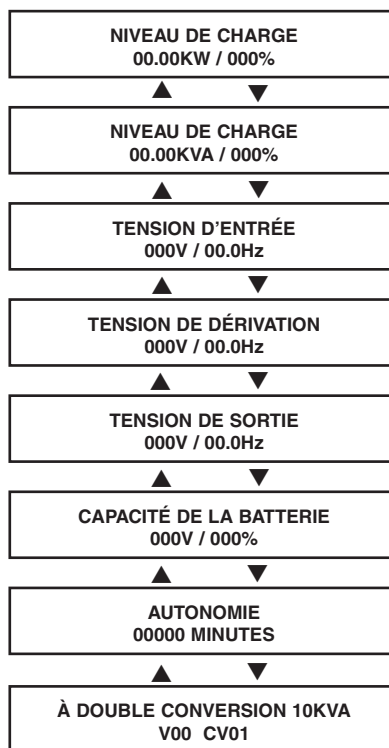 NIVEAU DE CHARGE
00.00KW / 000%
NIVEAU DE CHARGE
00.00KVA / 000%
TENSION D'ENTRÉE
000V / 00.0Hz
TENSION DE DÉRIVATION
000V / 00.0Hz
TENSION DE SORTIE
000V / 00.0Hz
CAPACITÉ DE LA BATTERIE
000V / 000%
AUTONOMIE
00000 MINUTES
À DOUBLE CONVERSION 10KVA
V00 CV01